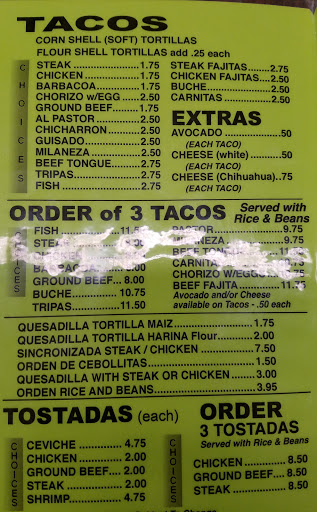 TACOS
CORN SHELL (SOFT) TORTILLAS
FLOUR SHELL TORTILLAS add .25 each
CHOICES
STEAK ................. 1.75
CHICKEN .............. 1.75
BARBACOA ........... 1.75
CHORIZO w/EGG ...... 2.50
GROUND BEEF ........ 1.75
AL PASTOR ........... 2.50
CHICHARRON ......... 2.50
GUISADO .............. 2.50
MILANEZA ............. 2.50
BEEF TONGUE ......... 2.75
TRIPAS ................ 2.75
FISH ................... 2.75
STEAK FAJITAS ....... 2.75
CHICKEN FAJITAS .... 2.50
BUCHE ................. 2.50
CARNITAS ............. 2.50
EXTRAS
AVOCADO ............. .50
(EACH TACO)
CHEESE (white) .......... .50
(EACH TACO)
CHEESE (Chihuahua) .. .75
(EACH TACO)
ORDER of 3 TACOS Served with
Rice & Beans
CHOICES
FISH
STEAK
GROUND BEEF ... 8.00
BUCHE .......... 10.75
TRIPAS .......... 11.50
PASTOR .............. 9.75
9.75
BEEF
CARNIT
CHORIZO w/EGG
BEEF FAJITA ....... 11.75
Avocado and/or Cheese
available on Tacos - .50 each
QUESADILLA TORTILLA MAIZ .................... 1.75
QUESADILLA TORTILLA HARINA Flour ........ 2.00
SINCRONIZADA STEAK / CHICKEN ............ 7.50
ORDEN DE CEBOLLITAS ....................... 1.50
QUESADILLA WITH STEAK OR CHICKEN ..... 3.00
ORDEN RICE AND BEANS ...................... 3.95
TOSTADAS (each)
CHOICES
CEVICHE .............. 4.75
CHICKEN .............. 2.00
GROUND BEEF .... 2.00
STEAK ................. 2.00
SHRIMP ................ 4.75
ORDER
3 TOSTADAS
Served with Rice & Beans
CHOICES
CHICKEN ............. 8.50
GROUND BEEF .... 8.50
STEAK ................ 8.50